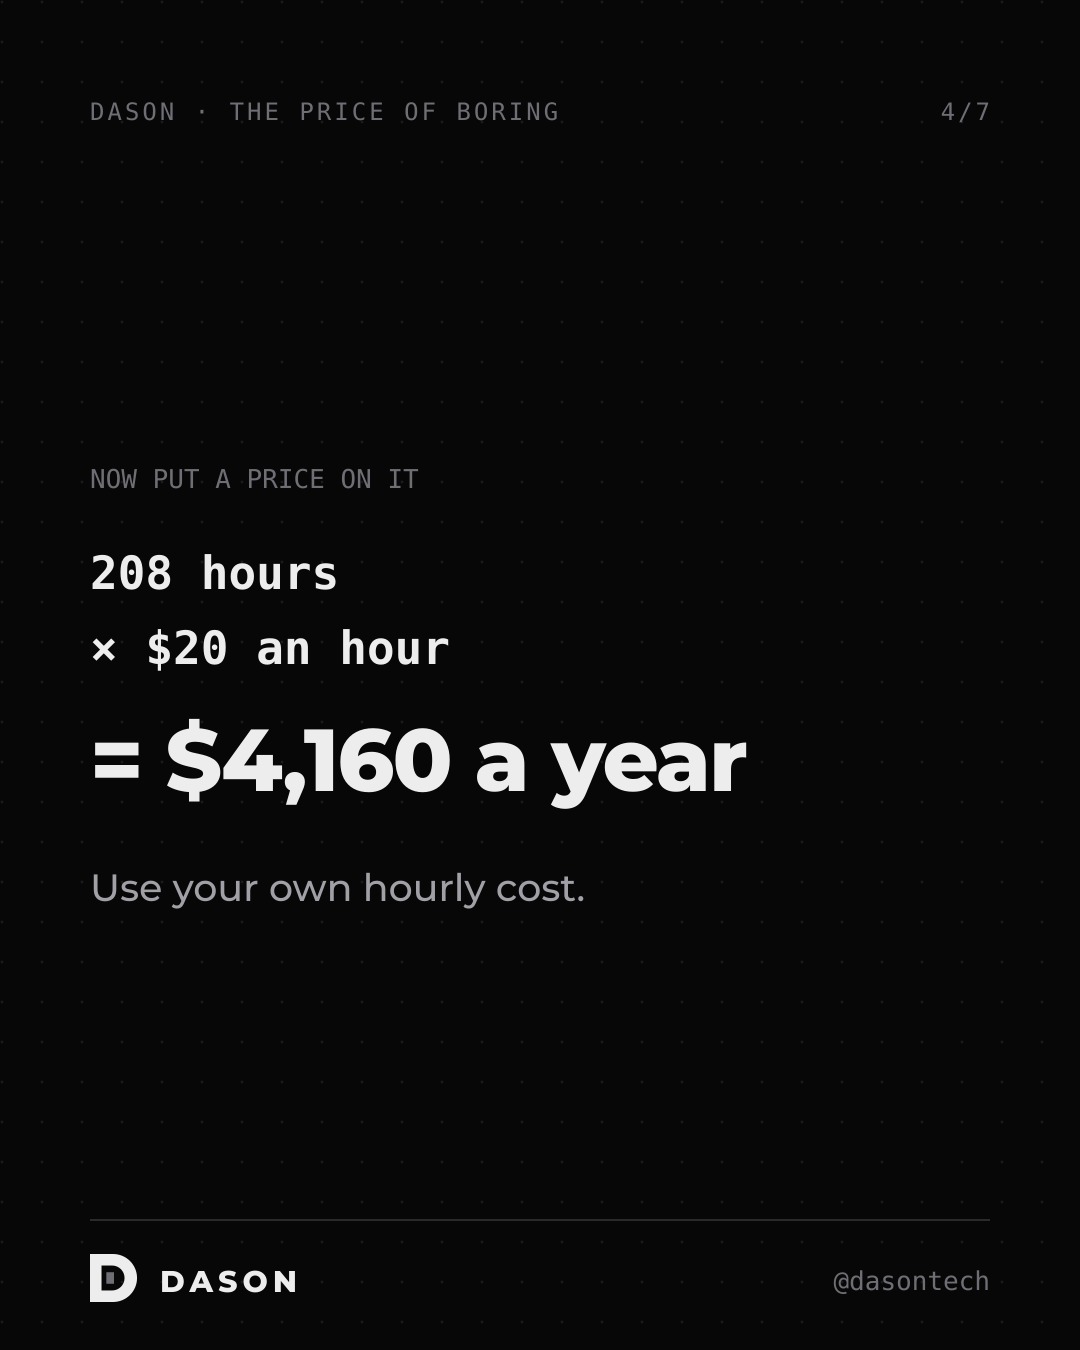 DASON · THE PRICE OF BORING
4/7
NOW PUT A PRICE ON IT
208 hours
× $20 an hour
= $4,160 a year
Use your own hourly cost.
DASON
@dasontech